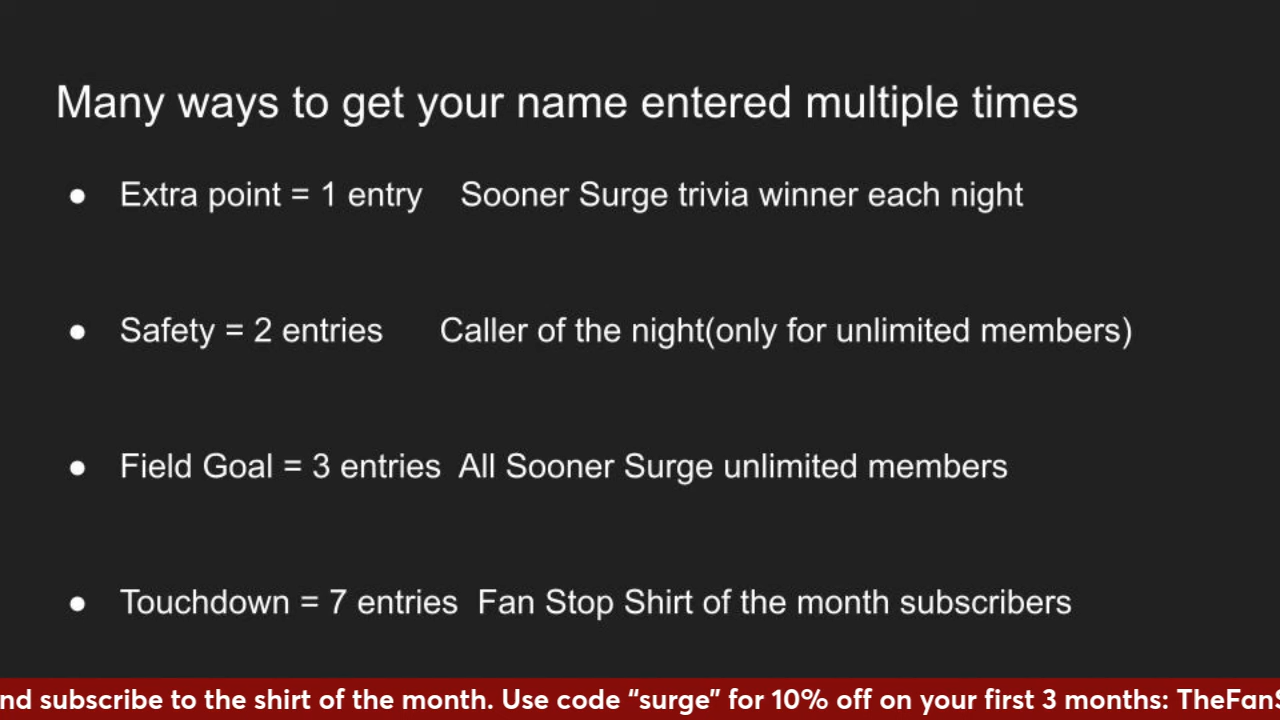 Many ways to get your name entered multiple times
● Extra point = 1 entry Sooner Surge trivia winner each night
● Safety = 2 entries Caller of the night(only for unlimited members)
● Field Goal = 3 entries All Sooner Surge unlimited members
● Touchdown = 7 entries Fan Stop Shirt of the month subscribers
nd subscribe to the shirt of the month. Use code “surge” for 10% off on your first 3 months: TheFanS